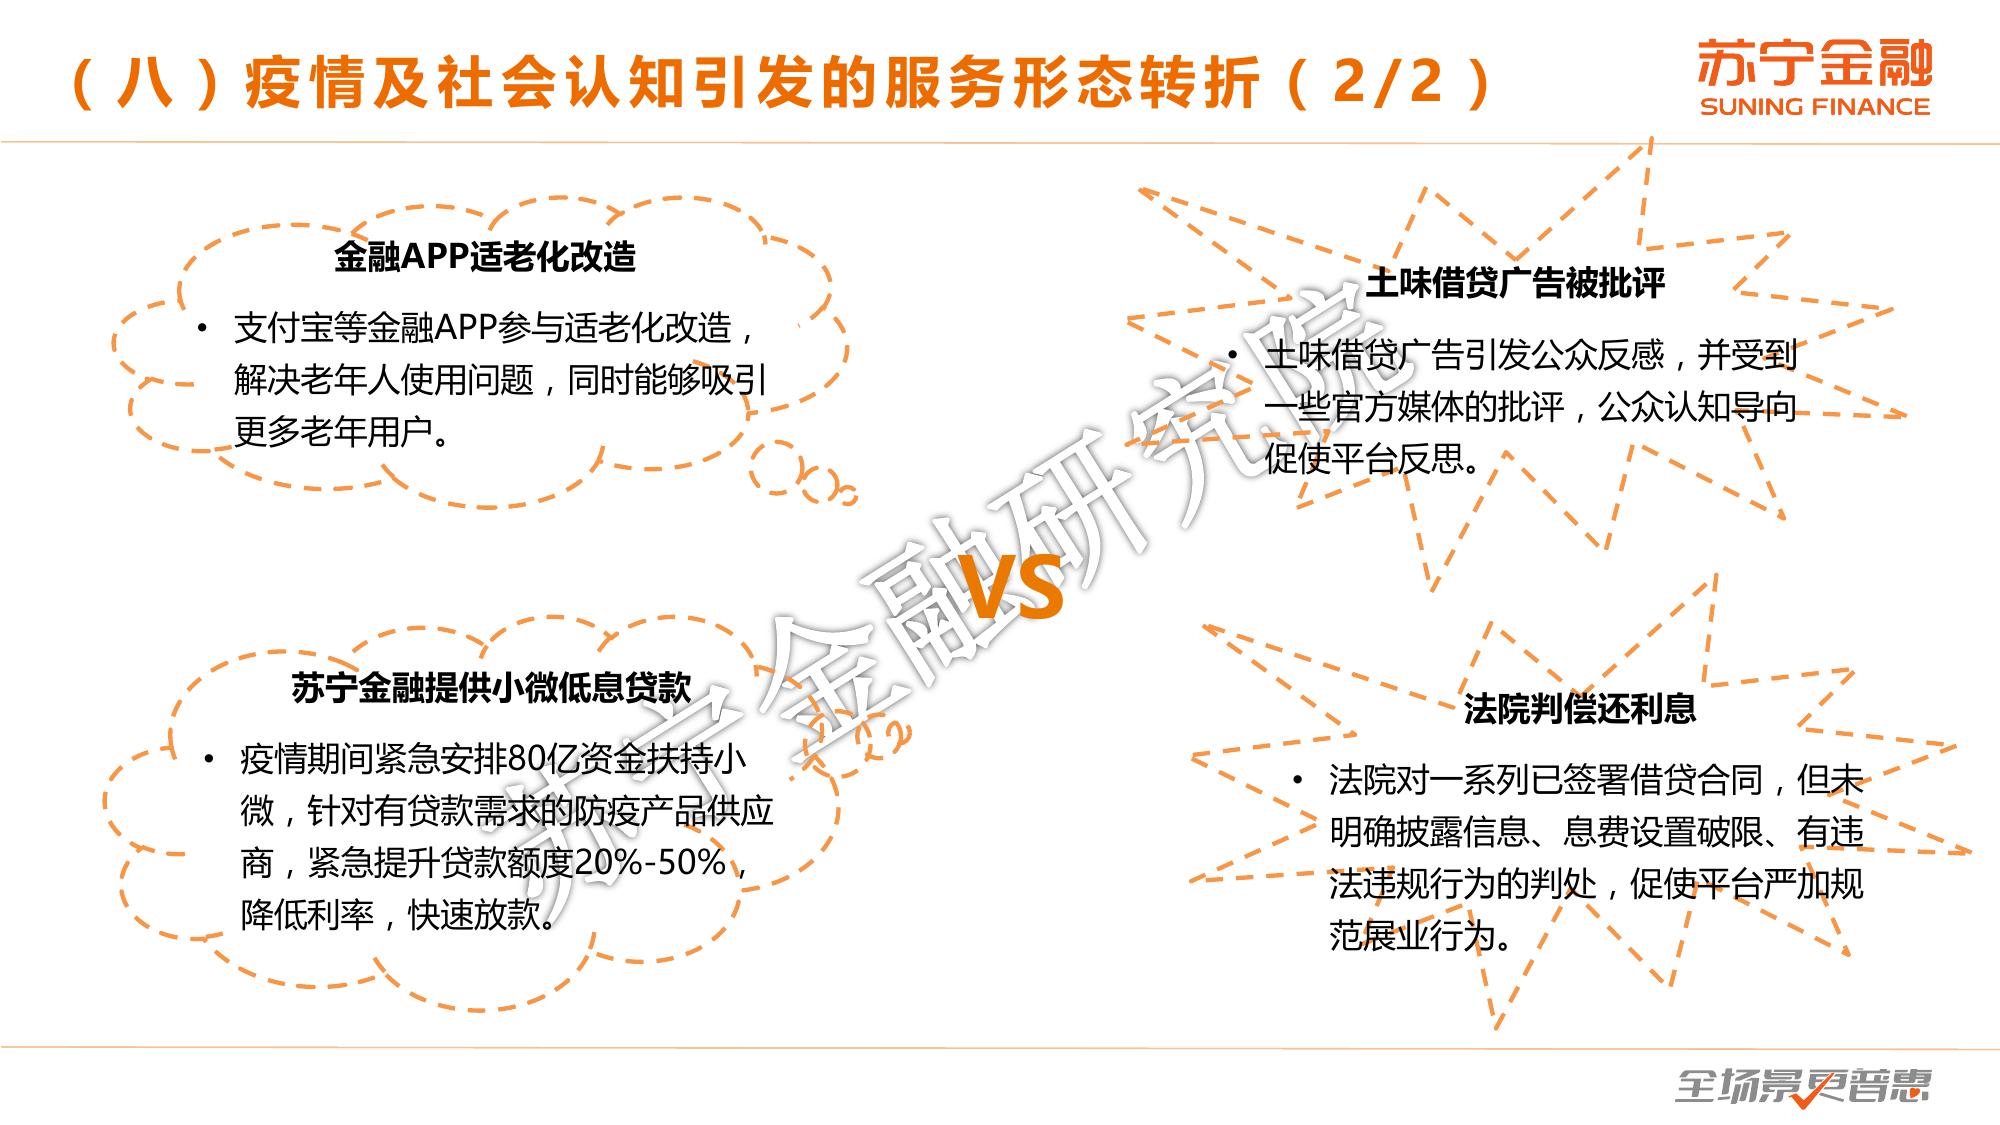 （八）疫情及社会认知引发的服务形态转折（2/2）
苏宁金融
SUNING FINANCE
金融APP适老化改造
• 支付宝等金融APP参与适老化改造，
解决老年人使用问题，同时能够吸引
更多老年用户。
土味借贷广告被批评
• 土味借贷广告引发公众反感，并受到
一些官方媒体的批评，公众认知导向
促使平台反思。
VS
苏宁金融研究院
苏宁金融提供小微低息贷款
• 疫情期间紧急安排80亿资金扶持小
微，针对有贷款需求的防疫产品供应
商，紧急提升贷款额度20%-50%，
降低利率，快速放款。
法院判偿还利息
• 法院对一系列已签署借贷合同，但未
明确披露信息、息费设置破限、有违
法违规行为的判处，促使平台严加规
范展业行为。
全场景更普惠